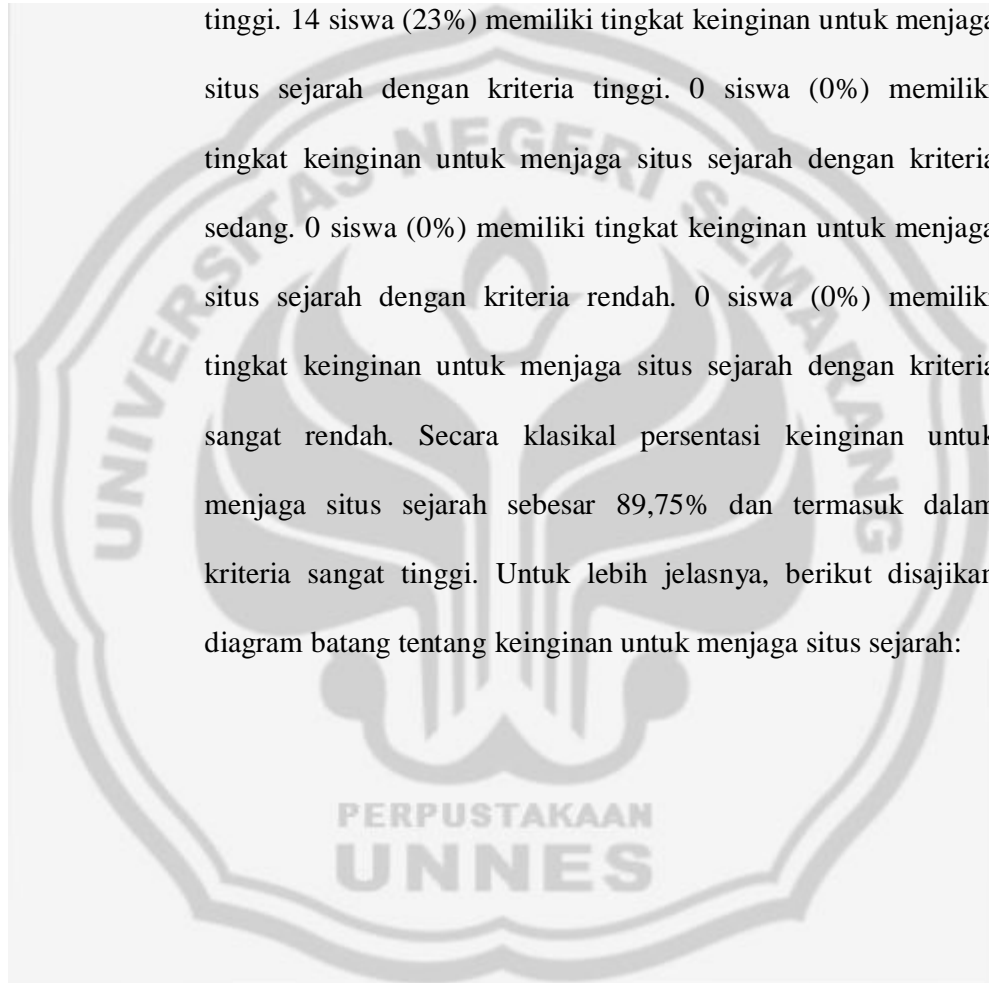 tinggi. 14 siswa (23%) memiliki tingkat keinginan untuk menjaga
situs sejarah dengan kriteria tinggi. 0 siswa (0%) memiliki
tingkat keinginan untuk menjaga situs sejarah dengan kriteria
sedang. 0 siswa (0%) memiliki tingkat keinginan untuk menjaga
situs sejarah dengan kriteria rendah. 0 siswa (0%) memiliki
tingkat keinginan untuk menjaga situs sejarah dengan kriteria
sangat rendah. Secara klasikal persentasi keinginan untuk
menjaga situs sejarah sebesar 89,75% dan termasuk dalam
kriteria sangat tinggi. Untuk lebih jelasnya, berikut disajikan
diagram batang tentang keinginan untuk menjaga situs sejarah:
UNIVERSITAS NEGERI SEMARANG
PERPUSTAKAAN
UNNES